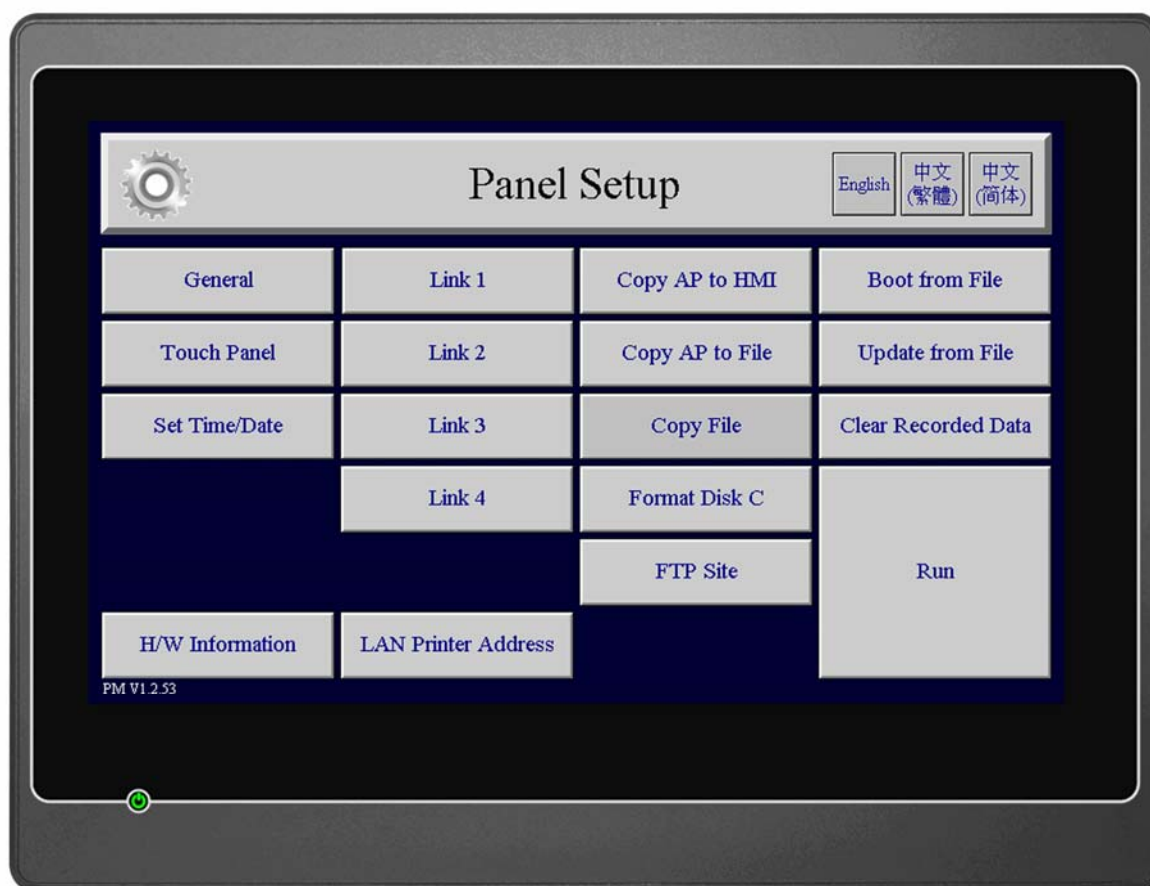 Panel Setup
English
中文
(繁體)
中文
(简体)
General
Link 1
Copy AP to HMI
Boot from File
Touch Panel
Link 2
Copy AP to File
Update from File
Set Time/Date
Link 3
Copy File
Clear Recorded Data
Link 4
Format Disk C
FTP Site
Run
H/W Information
LAN Printer Address
PM V1.2.53